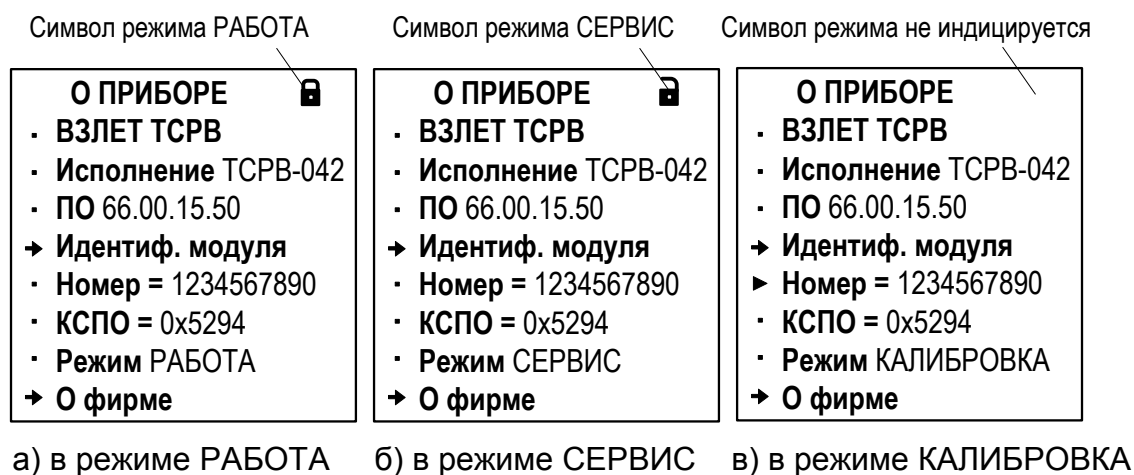 Символ режима РАБОТА
О ПРИБОРЕ
· ВЗЛЕТ ТСРВ
· Исполнение ТСРВ-042
· ПО 66.00.15.50
➔ Идентиф. модуля
· Номер = 1234567890
· КСПО = 0x5294
· Режим РАБОТА
➔ О фирме
а) в режиме РАБОТА
Символ режима СЕРВИС
О ПРИБОРЕ
· ВЗЛЕТ ТСРВ
· Исполнение ТСРВ-042
· ПО 66.00.15.50
➔ Идентиф. модуля
· Номер = 1234567890
· КСПО = 0x5294
· Режим СЕРВИС
➔ О фирме
б) в режиме СЕРВИС
Символ режима не индицируется
О ПРИБОРЕ
· ВЗЛЕТ ТСРВ
· Исполнение ТСРВ-042
· ПО 66.00.15.50
➔ Идентиф. модуля
► Номер = 1234567890
· КСПО = 0x5294
· Режим КАЛИБРОВКА
➔ О фирме
в) в режиме КАЛИБРОВКА